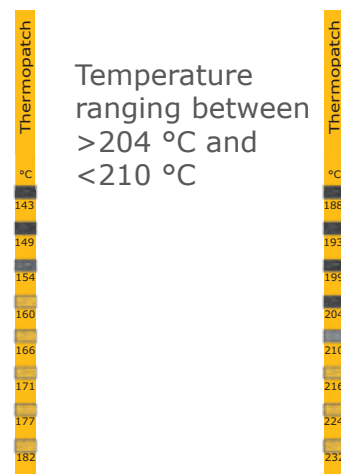 Thermopatch
°C
143
149
154
160
166
171
177
182
Temperature
ranging between
>204 °C and
<210 °C
Thermopatch
°C
188
193
199
204
210
216
224
232